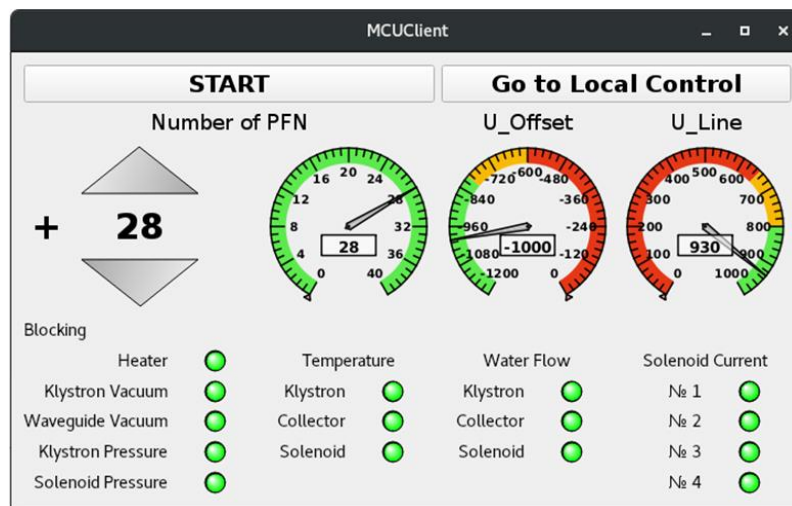 MCUClient
START
Go to Local Control
Number of PFN
U_Offset
U_Line
+ 28
0 4 8 12 16 20 24 28 32 36 40
28
-1200 -1080 -960 -840 -720 -600 -480 -360 -240 -120 0
-1000
0 100 200 300 400 500 600 700 800 900 1000
930
Blocking
Heater
Klystron Vacuum
Waveguide Vacuum
Klystron Pressure
Solenoid Pressure
Temperature
Klystron
Collector
Solenoid
Water Flow
Klystron
Collector
Solenoid
Solenoid Current
№ 1
№ 2
№ 3
№ 4